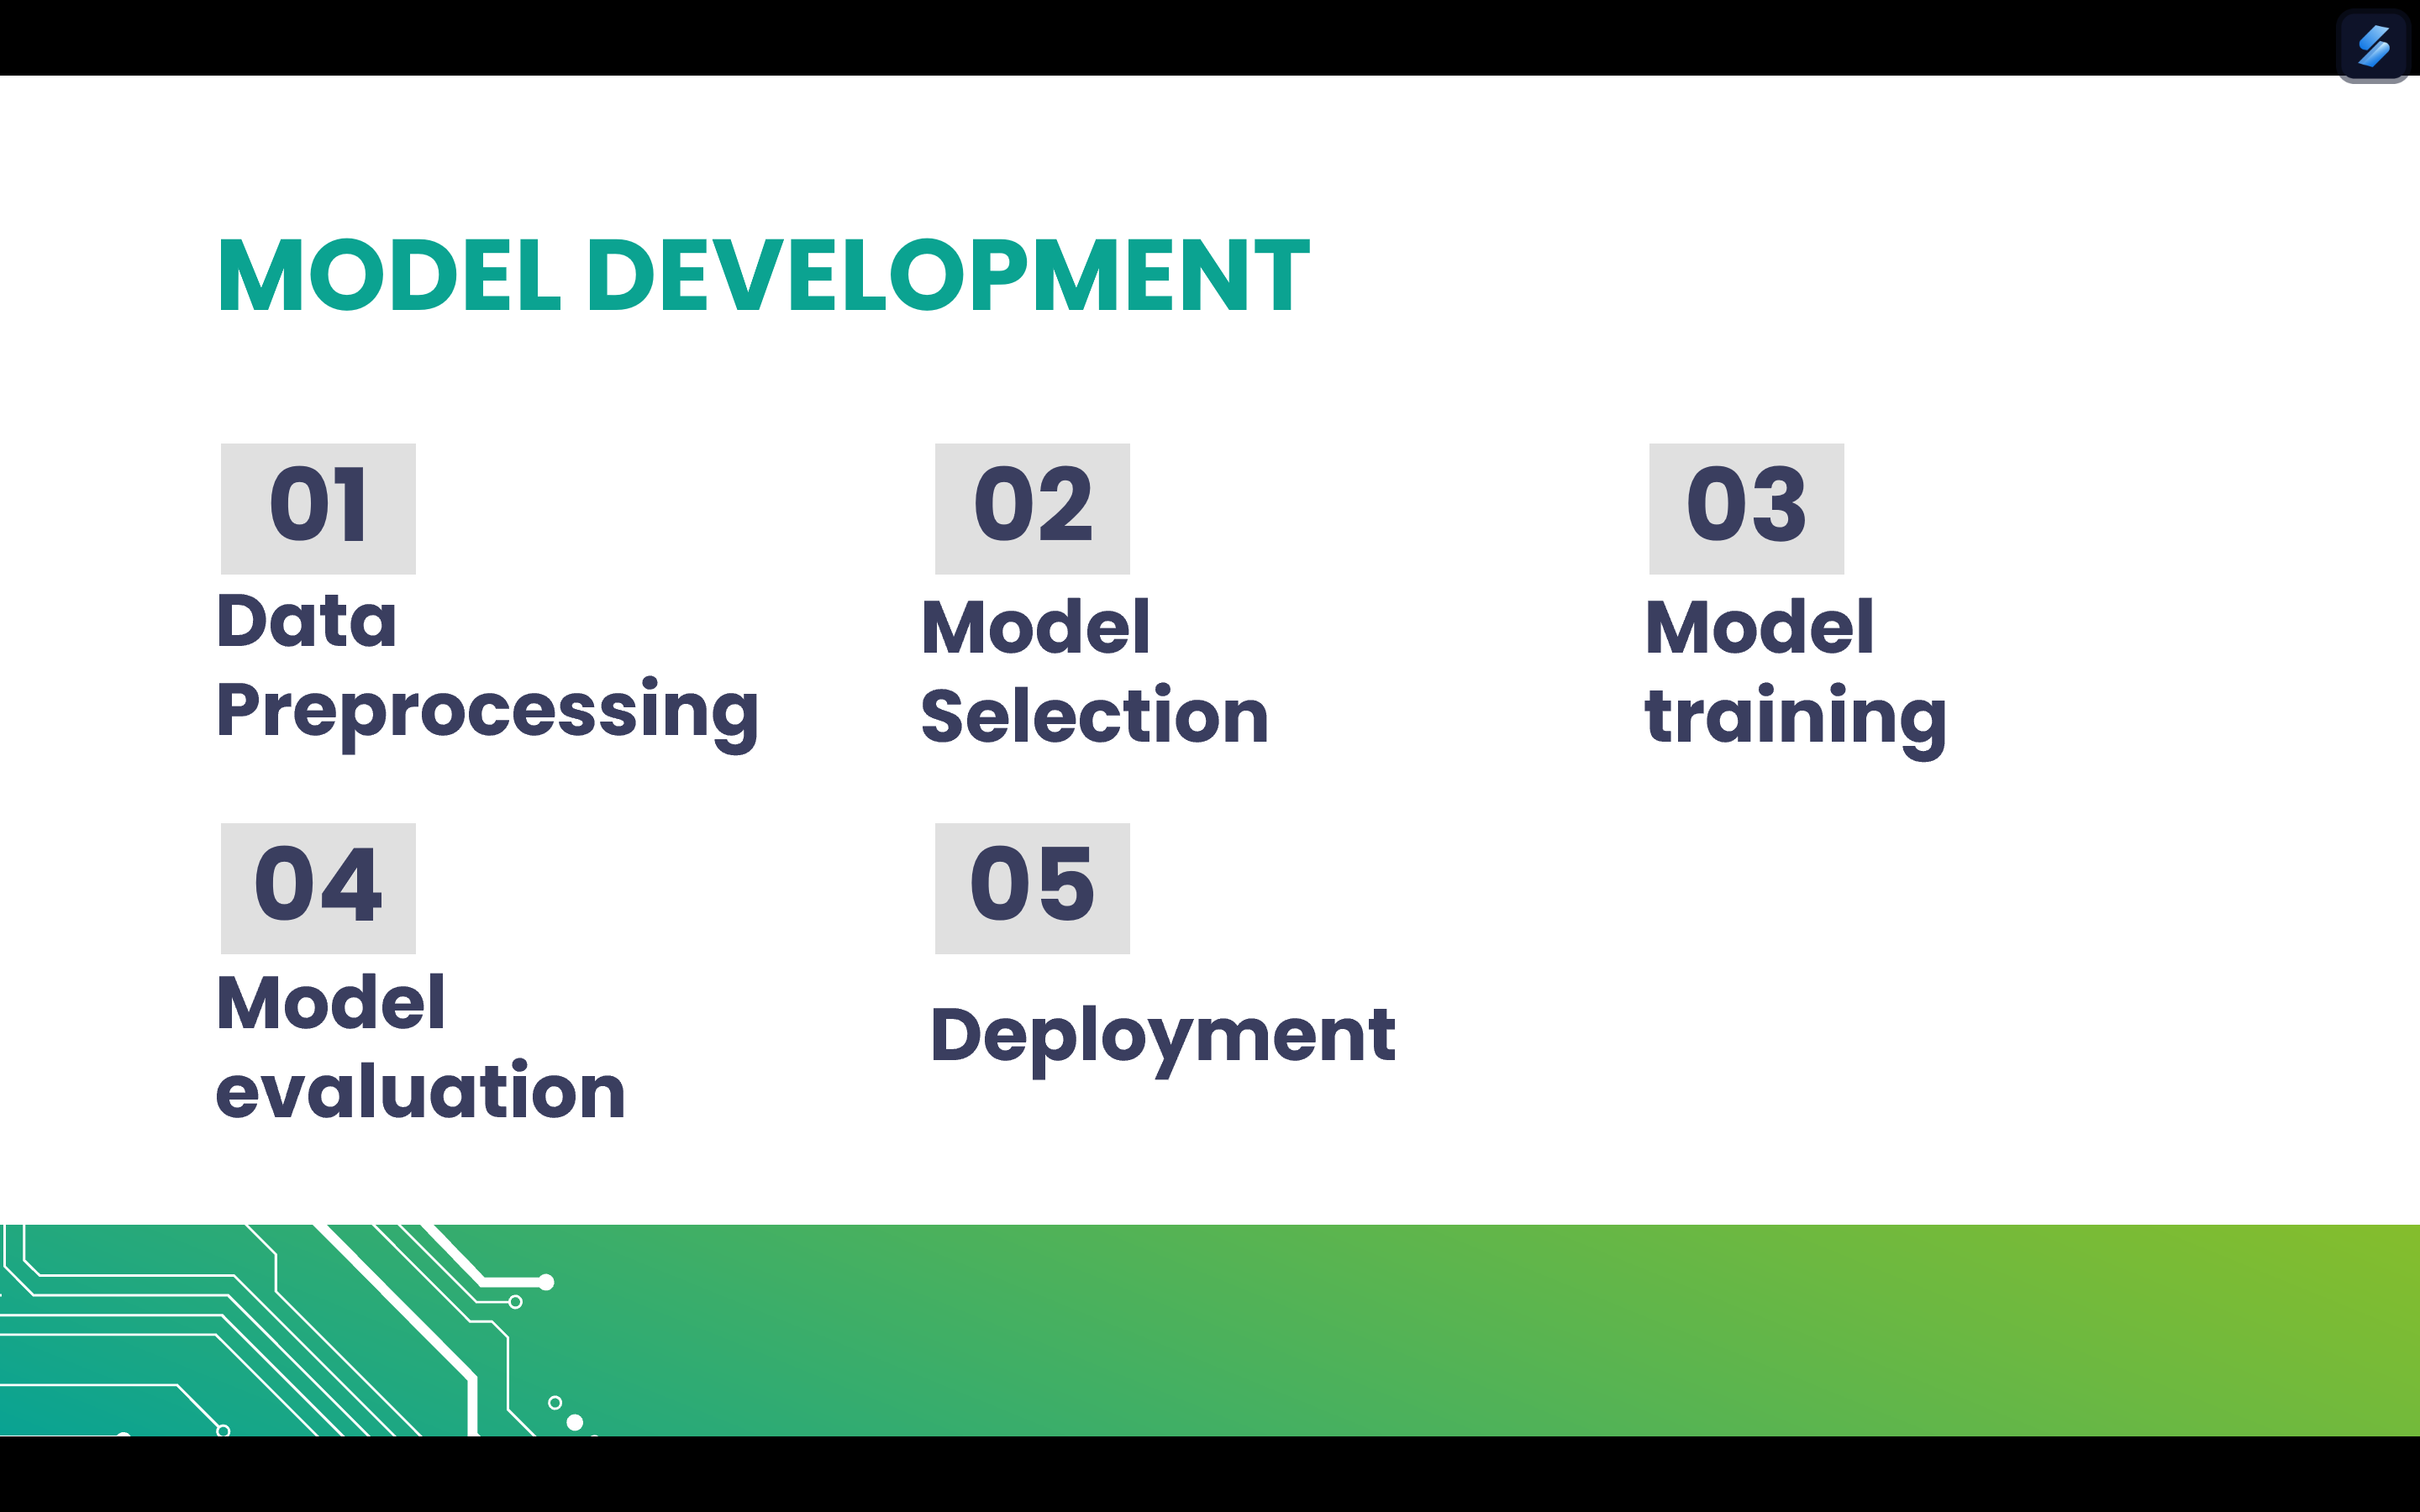 MODEL DEVELOPMENT
01
Data
Preprocessing
02
Model
Selection
03
Model
training
04
Model
evaluation
05
Deployment